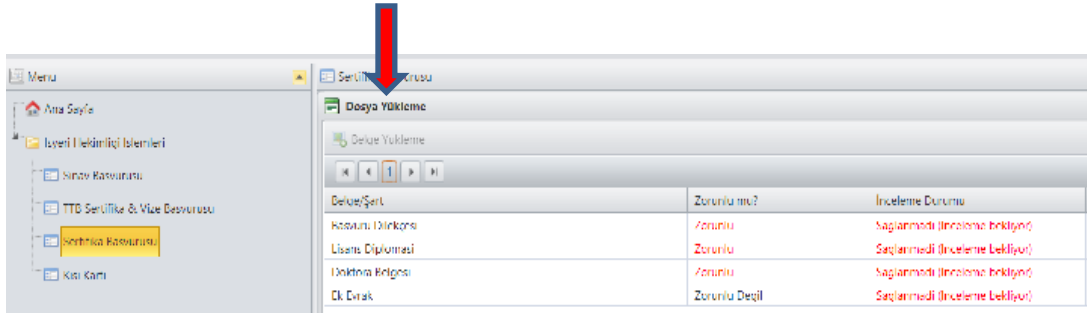 Menu
Ana Sayfa
İşyeri Hekimliği İşlemleri
Sınav Başvurusu
TTB Sertifika & Vize Başvurusu
Sertifika Başvurusu
Kişi Kartı
Dosya Yükleme
Belge Yükleme
1
Belge/Şart Zorunlu mu? İnceleme Durumu
Başvuru Dilekçesi Zorunlu Sağlanmadı (İnceleme bekliyor)
Lisans Diploması Zorunlu Sağlanmadı (İnceleme bekliyor)
Doktora Belgesi Zorunlu Sağlanmadı (İnceleme bekliyor)
Ek Evrak Zorunlu Değil Sağlanmadı (İnceleme bekliyor)